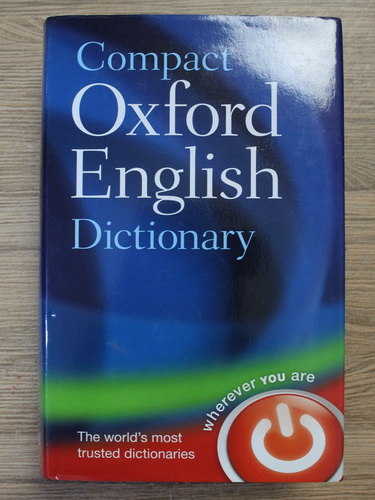 Compact
Oxford
English
Dictionary
wherever YOU are
The world's most
trusted dictionaries